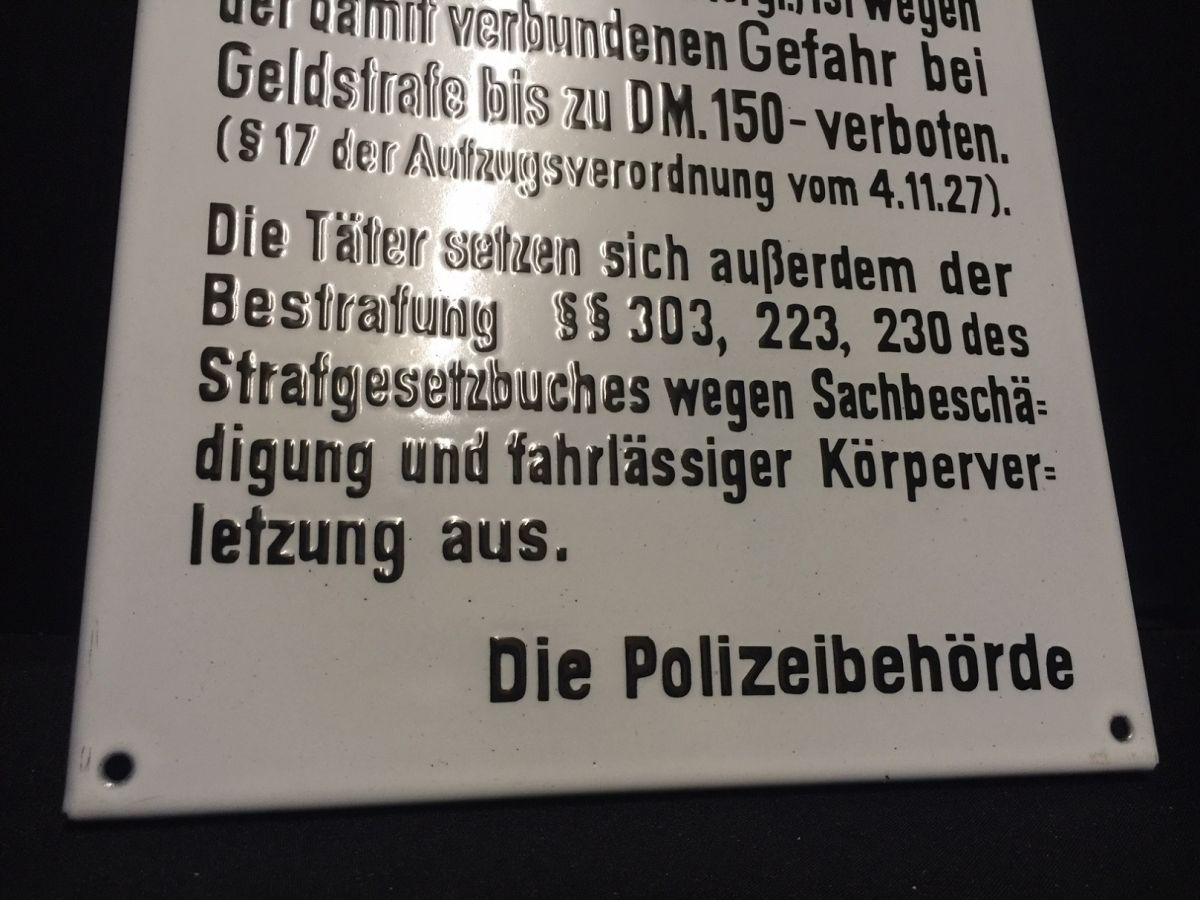 ist wegen
der damit verbundenen Gefahr bei
Geldstrafe bis zu DM.150-verboten.
(§ 17 der Aufzugsverordnung vom 4.11.27).
Die Täter setzen sich außerdem der
Bestrafung §§ 303, 223, 230 des
Strafgesetzbuches wegen Sachbeschä=
digung und fahrlässiger Körperver=
letzung aus.
Die Polizeibehörde